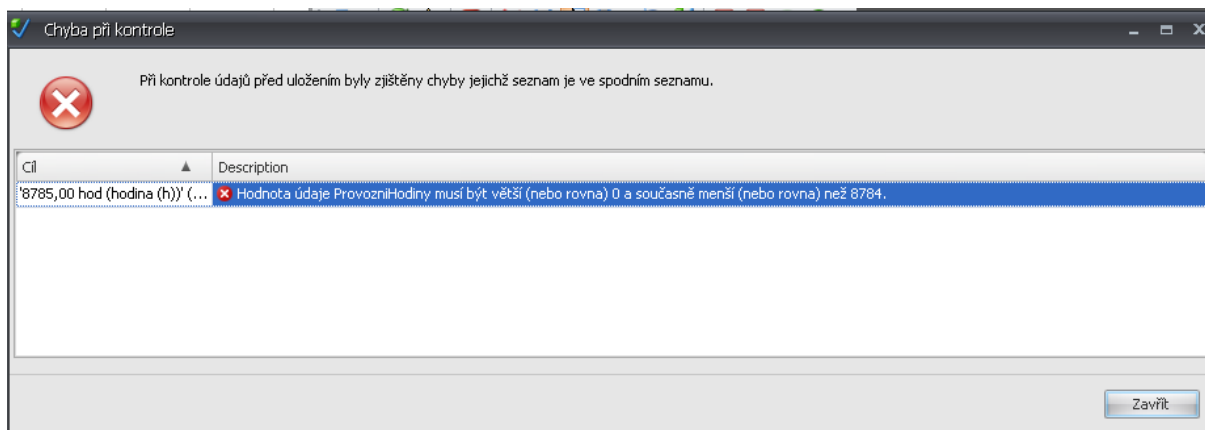 Chyba při kontrole
Při kontrole údajů před uložením byly zjištěny chyby jejichž seznam je ve spodním seznamu.
Cíl Description
'8785,00 hod (hodina (h))' (... Hodnota údaje ProvozniHodiny musí být větší (nebo rovna) 0 a současně menší (nebo rovna) než 8784.
Zavřít